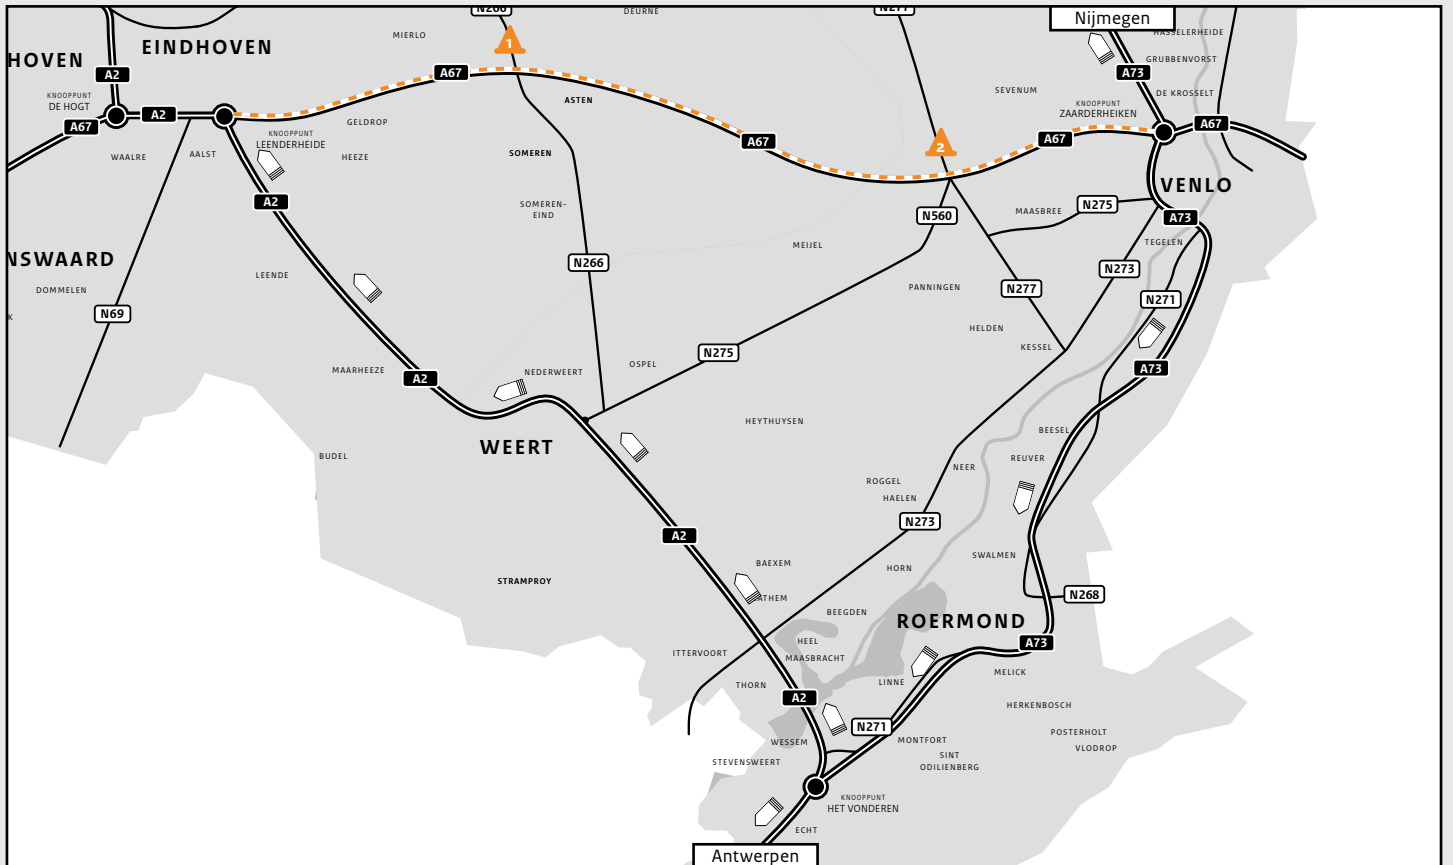 N266
DEURNE
N277
Nijmegen
HASSELERHEIDE
MIERLO
1
EINDHOVEN
HOVEN
A2
A67
A73
GRUBBENVORST
SEVENUM
DE KROSSELT
KNOOPPUNT
DE HOGT
ASTEN
KNOOPPUNT
ZAARDERHEIKEN
A67
A2
GELDROP
A67
A67
A67
KNOOPPUNT
LEENDERHEIDE
2
WAALRE
AALST
HEEZE
SOMEREN
VENLO
A2
SOMEREN-
EIND
N560
MAASBREE
N275
A73
MEIJEL
TEGELEN
NSWAARD
LEENDE
N266
N273
DOMMELEN
PANNINGEN
N277
N271
K
N69
HELDEN
KESSEL
N275
MAARHEEZE
A2
NEDERWEERT
OSPEL
A73
HEYTHUYSEN
BEESEL
WEERT
BUDEL
REUVER
NEER
ROGGEL
HAELEN
N273
A2
SWALMEN
BAEXEM
HORN
STRAMPROY
ATHEM
N268
BEEGDEN
ROERMOND
HEEL
A73
ITTERVOORT
MAASBRACHT
MELICK
THORN
LINNE
A2
HERKENBOSCH
N271
POSTERHOLT
WESSEM
MONTFORT
VLODROP
STEVENSWEERT
SINT
ODILIENBERG
KNOOPPUNT
HET VONDEREN
ECHT
Antwerpen